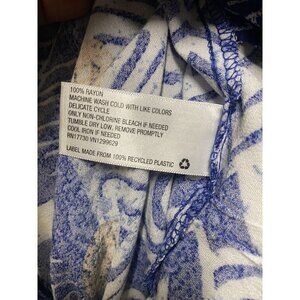 100% RAYON
MACHINE WASH COLD WITH LIKE COLORS
DELICATE CYCLE
ONLY NON-CHLORINE BLEACH IF NEEDED
TUMBLE DRY LOW, REMOVE PROMPTLY
COOL IRON IF NEEDED
RN17730 VN1299629
LABEL MADE FROM 100% RECYCLED PLASTIC